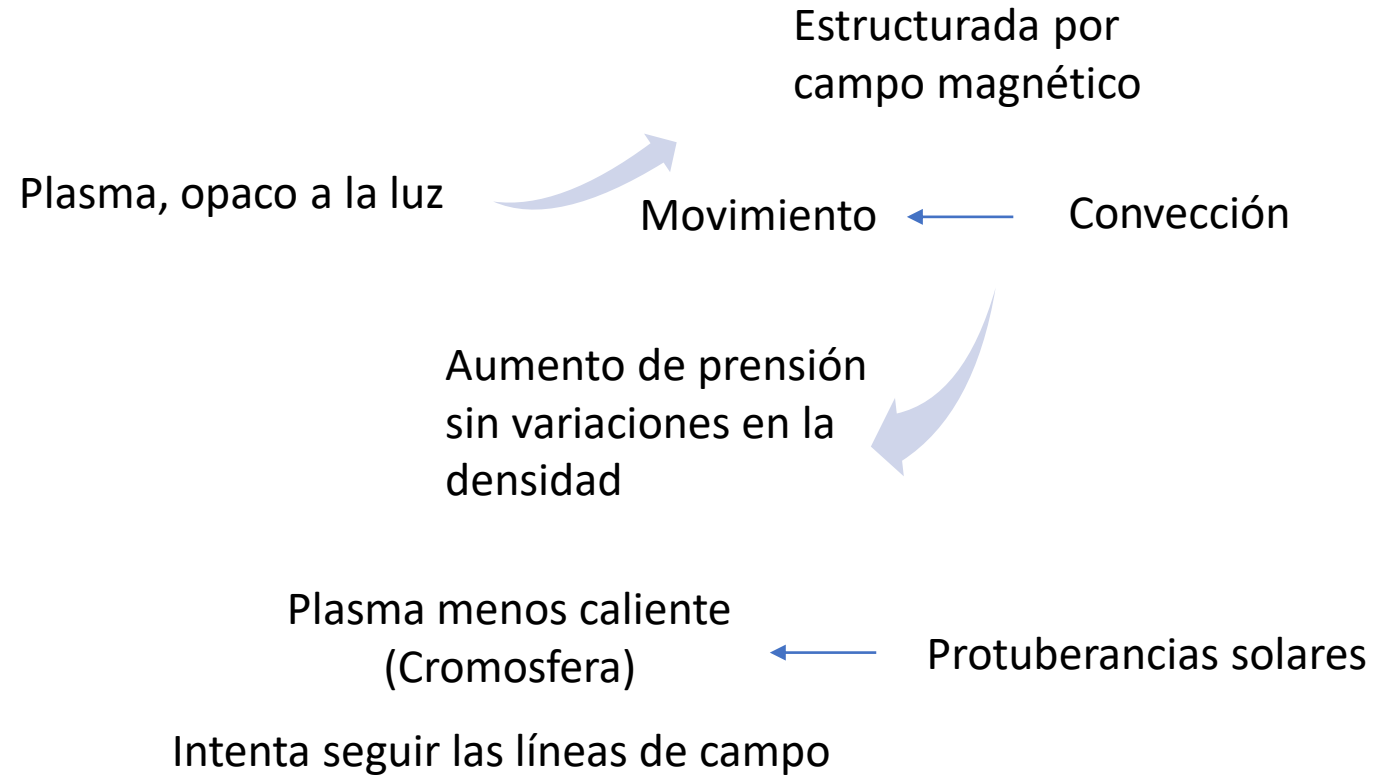 Estructurada por
campo magnético
Plasma, opaco a la luz
Movimiento
Convección
Aumento de prensión
sin variaciones en la
densidad
Plasma menos caliente
(Cromosfera)
Protuberancias solares
Intenta seguir las líneas de campo